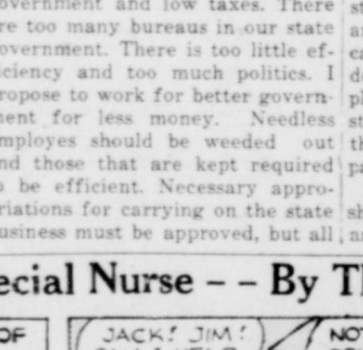 overnment and low taxes. There
re too many bureaus in our state
overnment. There is too little ef-
iciency and too much politics. I
ropose to work for better govern-
ment for less money. Needless
mployes should be weeded out
nd those that are kept required
o be efficient. Necessary appro-
riations for carrying on the state
usiness must be approved, but all
ecial Nurse - - By T
OF
JACK! JIM!
NO